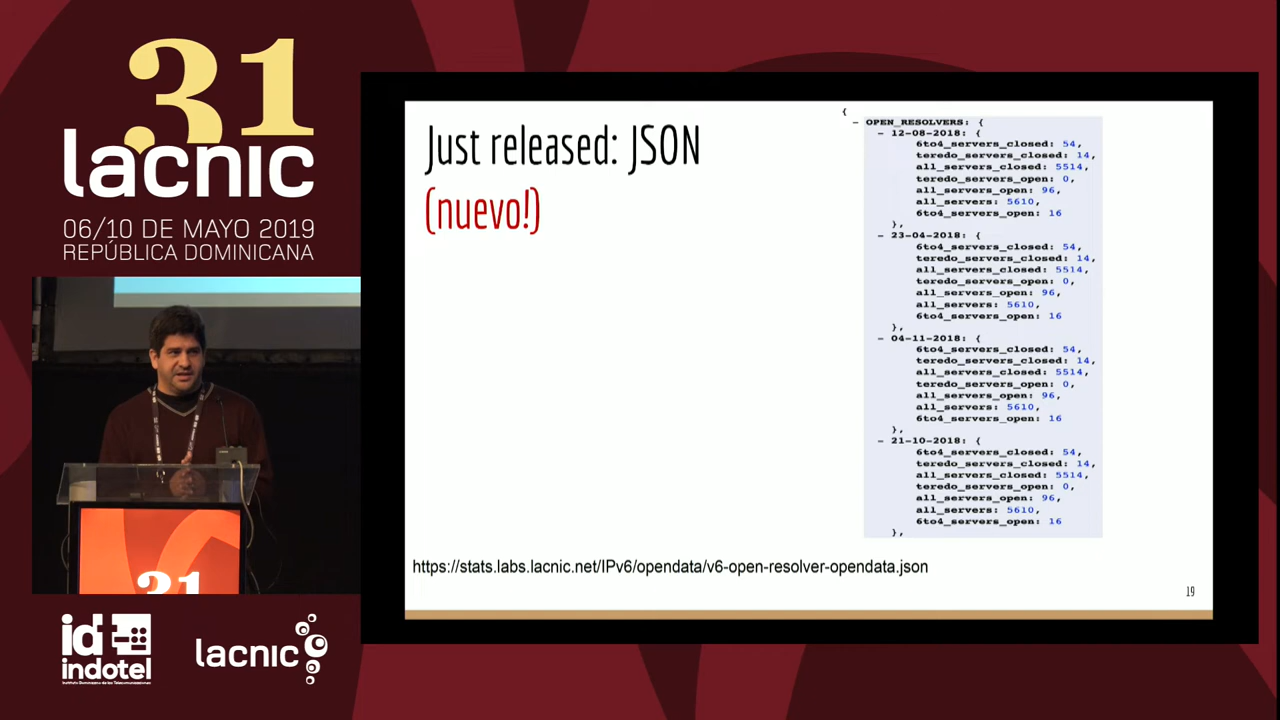 31
lacnic
06/10 DE MAYO 2019
REPÚBLICA DOMINICANA
Just released: JSON
(nuevo!)
{
- OPEN_RESOLVERS: {
- 12-08-2018: {
6to4_servers_closed: 54,
teredo_servers_closed: 14,
all_servers_closed: 5514,
teredo_servers_open: 0,
all_servers_open: 96,
all_servers: 5610,
6to4_servers_open: 16
},
- 23-04-2018: {
6to4_servers_closed: 54,
teredo_servers_closed: 14,
all_servers_closed: 5514,
teredo_servers_open: 0,
all_servers_open: 96,
all_servers: 5610,
6to4_servers_open: 16
},
- 04-11-2018: {
6to4_servers_closed: 54,
teredo_servers_closed: 14,
all_servers_closed: 5514,
teredo_servers_open: 0,
all_servers_open: 96,
all_servers: 5610,
6to4_servers_open: 16
},
- 21-10-2018: {
6to4_servers_closed: 54,
teredo_servers_closed: 14,
all_servers_closed: 5514,
teredo_servers_open: 0,
all_servers_open: 96,
all_servers: 5610,
6to4_servers_open: 16
},
https://stats.labs.lacnic.net/IPv6/opendata/v6-open-resolver-opendata.json
19
31
id
indotel
Instituto Dominicano de las Telecomunicaciones
lacnic